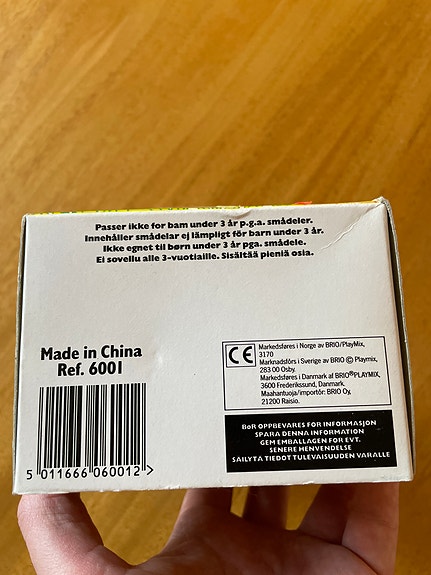 Passer ikke for bam under 3 år p.g.a. smådeler.
Innehåller smådelar ej lämpligt för barn under 3 år.
Ikke egnet til børn under 3 år pga. smådele.
Ei sovellu alle 3-vuotiaille. Sisältää pieniä osia.
Made in China
Ref. 6001
5 011666 060012 >
CE
Markedsføres i Norge av BRIO/PlayMix,
3170
Marknadsförs i Sverige av BRIO © Playmix,
283 00 Osby.
Markedsføres i Danmark af BRIO®PLAYMIX,
3600 Frederikssund, Danmark.
Maahantuoja/importör: BRIO Oy,
21200 Raisio.
BØR OPPBEVARES FOR INFORMASJON
SPARA DENNA INFORMATION
GEM EMBALLAGEN FOR EVT.
SENERE HENVENDELSE
SAILYTA TIEDOT TULEVAISUUDEN VARALLE